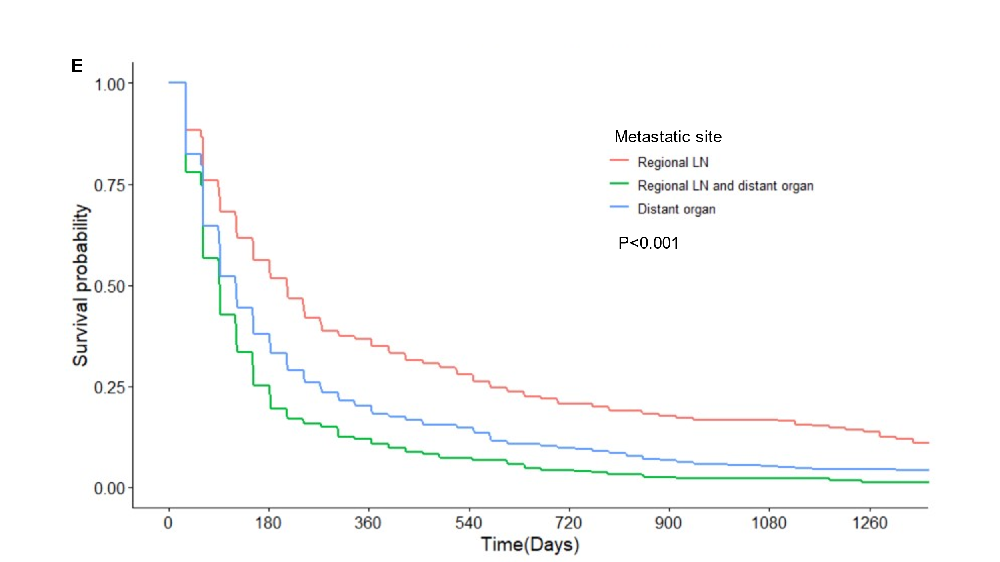 E
1.00
0.75
0.50
0.25
0.00
Survival probability
Metastatic site
Regional LN
Regional LN and distant organ
Distant organ
P<0.001
0 180 360 540 720 900 1080 1260
Time(Days)